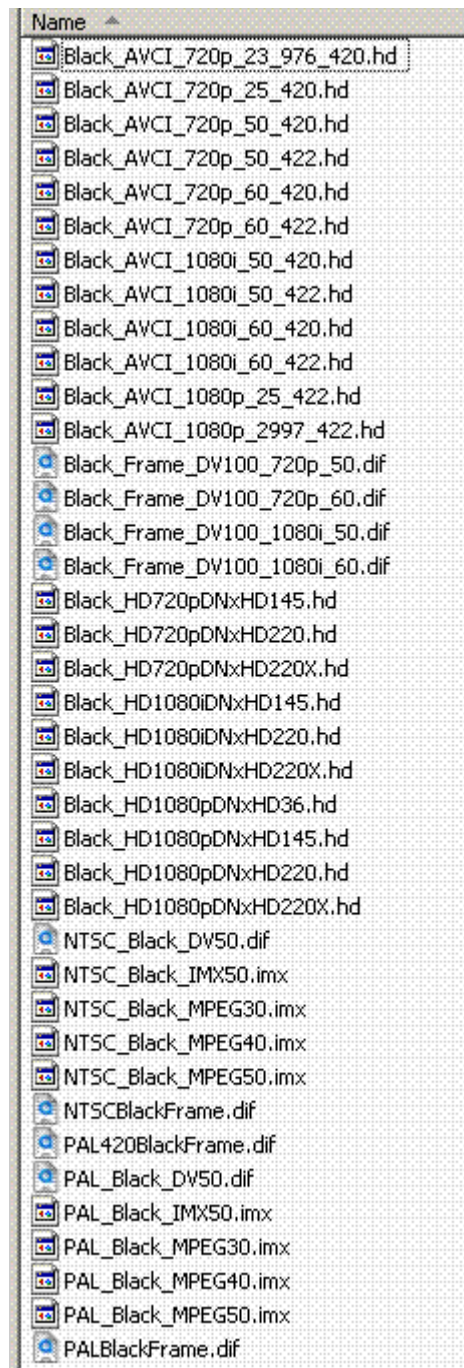 Name
Black_AVCI_720p_23_976_420.hd
Black_AVCI_720p_25_420.hd
Black_AVCI_720p_50_420.hd
Black_AVCI_720p_50_422.hd
Black_AVCI_720p_60_420.hd
Black_AVCI_720p_60_422.hd
Black_AVCI_1080i_50_420.hd
Black_AVCI_1080i_50_422.hd
Black_AVCI_1080i_60_420.hd
Black_AVCI_1080i_60_422.hd
Black_AVCI_1080p_25_422.hd
Black_AVCI_1080p_2997_422.hd
Black_Frame_DV100_720p_50.dif
Black_Frame_DV100_720p_60.dif
Black_Frame_DV100_1080i_50.dif
Black_Frame_DV100_1080i_60.dif
Black_HD720pDNxHD145.hd
Black_HD720pDNxHD220.hd
Black_HD720pDNxHD220X.hd
Black_HD1080iDNxHD145.hd
Black_HD1080iDNxHD220.hd
Black_HD1080iDNxHD220X.hd
Black_HD1080pDNxHD36.hd
Black_HD1080pDNxHD145.hd
Black_HD1080pDNxHD220.hd
Black_HD1080pDNxHD220X.hd
NTSC_Black_DV50.dif
NTSC_Black_IMX50.imx
NTSC_Black_MPEG30.imx
NTSC_Black_MPEG40.imx
NTSC_Black_MPEG50.imx
NTSCBlackFrame.dif
PAL420BlackFrame.dif
PAL_Black_DV50.dif
PAL_Black_IMX50.imx
PAL_Black_MPEG30.imx
PAL_Black_MPEG40.imx
PAL_Black_MPEG50.imx
PALBlackFrame.dif